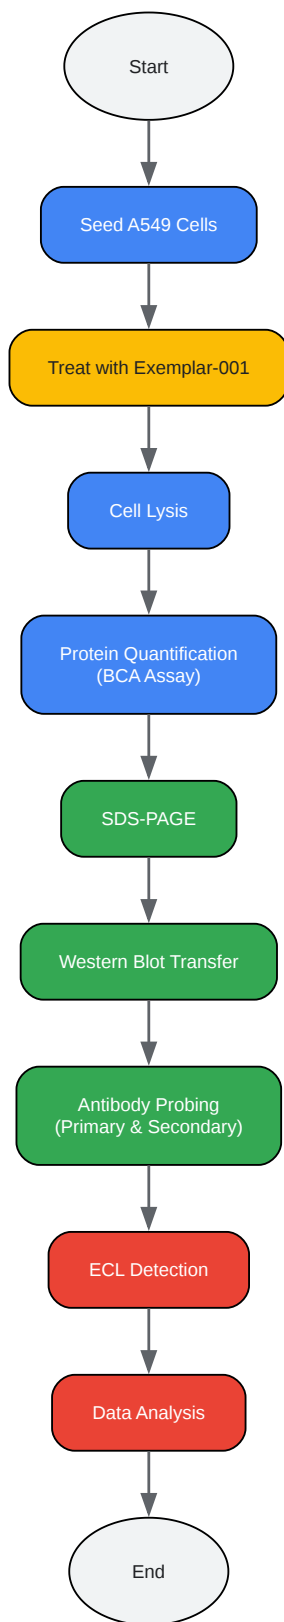 Start
Seed A549 Cells
Treat with Exemplar-001
Cell Lysis
Protein Quantification
(BCA Assay)
SDS-PAGE
Western Blot Transfer
Antibody Probing
(Primary & Secondary)
ECL Detection
Data Analysis
End